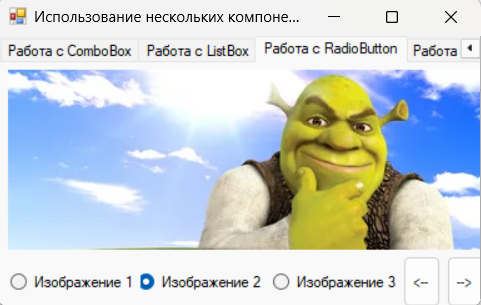 Использование нескольких компоне...
Работа с ComboBox Работа с ListBox Работа с RadioButton Работа
Изображение 1 Изображение 2 Изображение 3 <-- -->